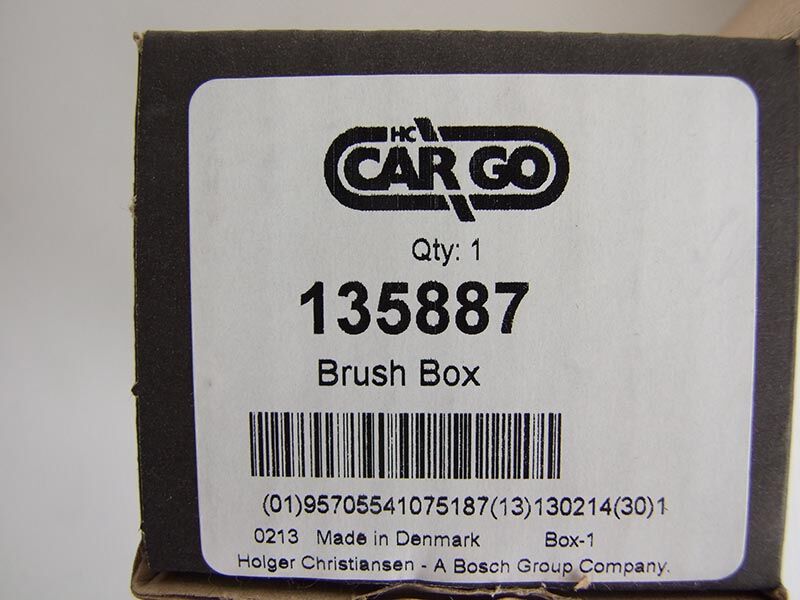 HC
CARGO
Qty: 1
135887
Brush Box
(01)95705541075187(13)130214(30)1
0213 Made in Denmark Box-1
Holger Christiansen - A Bosch Group Company.